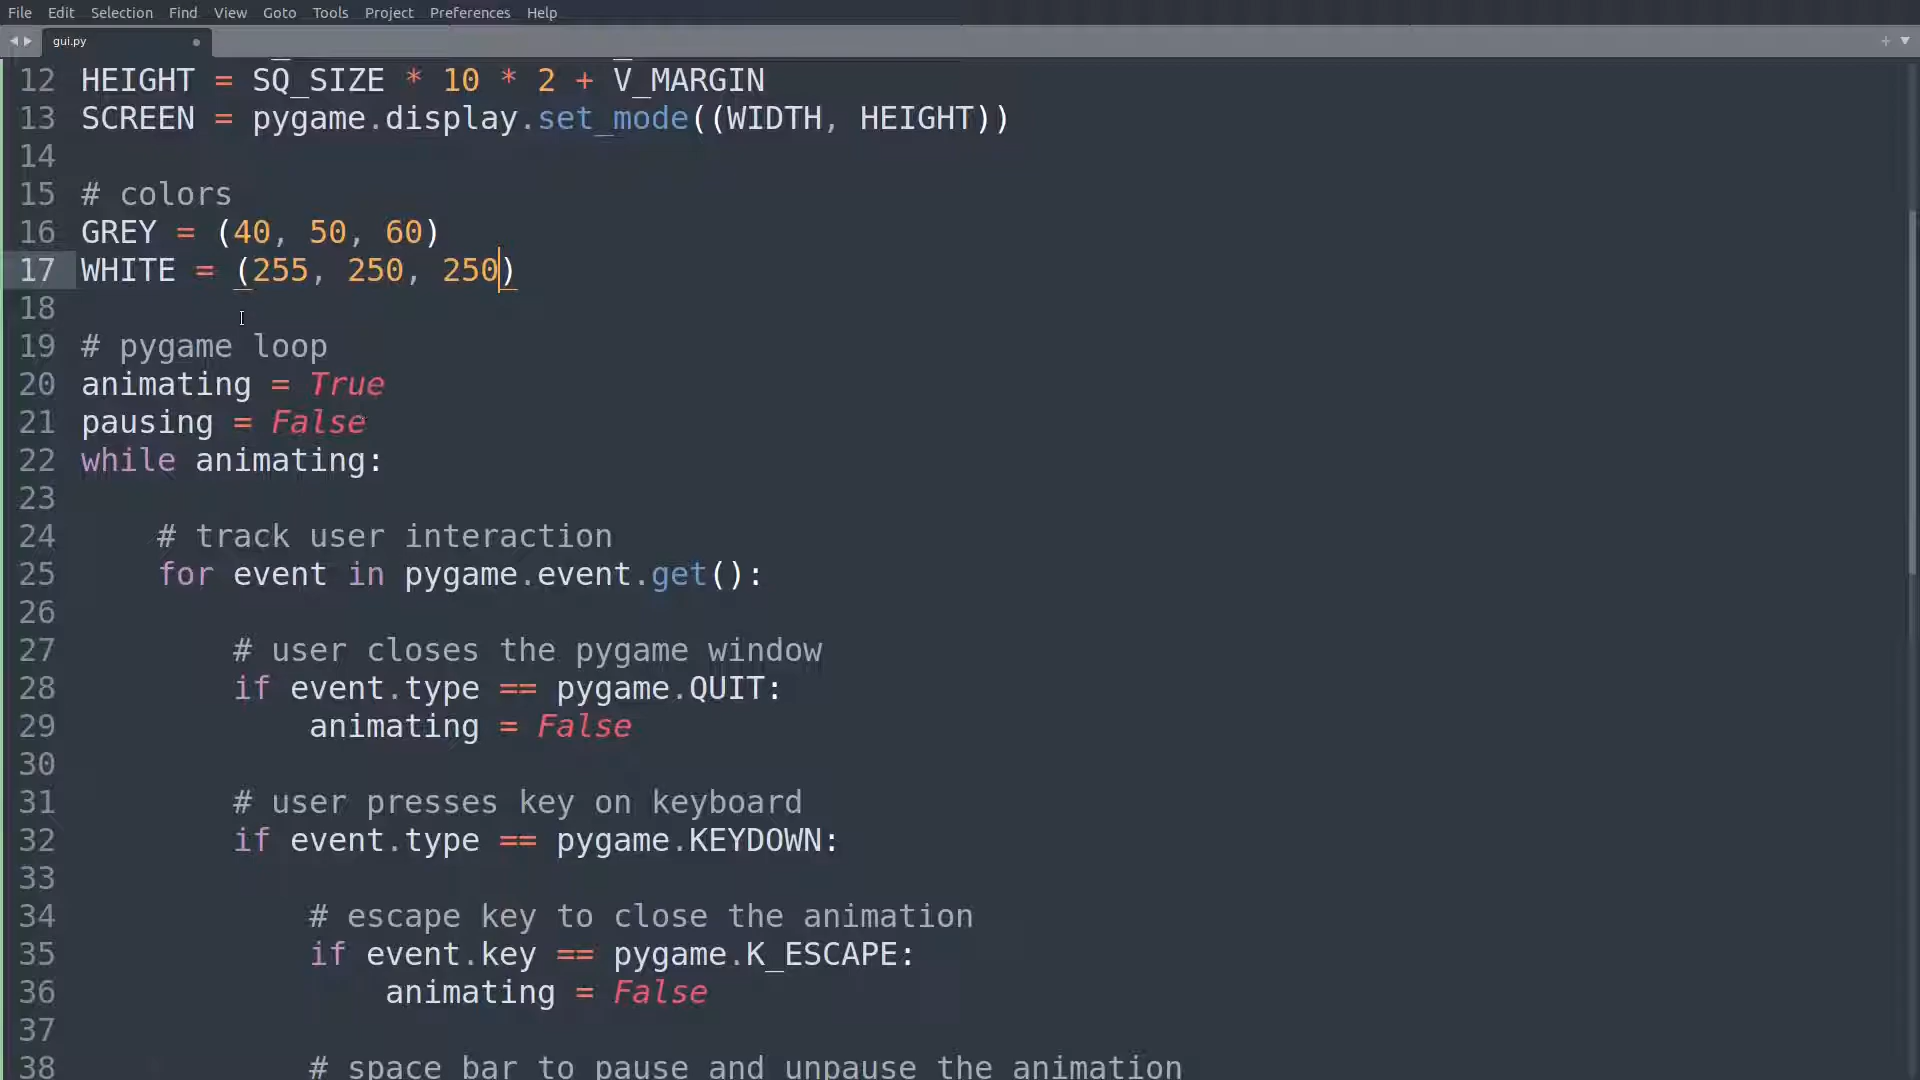 File Edit Selection Find View Goto Tools Project Preferences Help
gui.py
12 HEIGHT = SQ_SIZE * 10 * 2 + V_MARGIN
13 SCREEN = pygame.display.set_mode((WIDTH, HEIGHT))
14
15 # colors
16 GREY = (40, 50, 60)
17 WHITE = (255, 250, 250)
18
19 # pygame loop
20 animating = True
21 pausing = False
22 while animating:
23
24     # track user interaction
25     for event in pygame.event.get():
26
27         # user closes the pygame window
28         if event.type == pygame.QUIT:
29             animating = False
30
31         # user presses key on keyboard
32         if event.type == pygame.KEYDOWN:
33
34             # escape key to close the animation
35             if event.key == pygame.K_ESCAPE:
36                 animating = False
37
38             # space bar to pause and unpause the animation